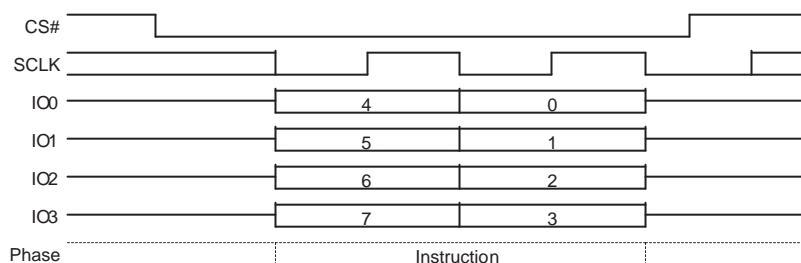 CS#
SCLK
IO0 4 0
IO1 5 1
IO2 6 2
IO3 7 3
Phase Instruction